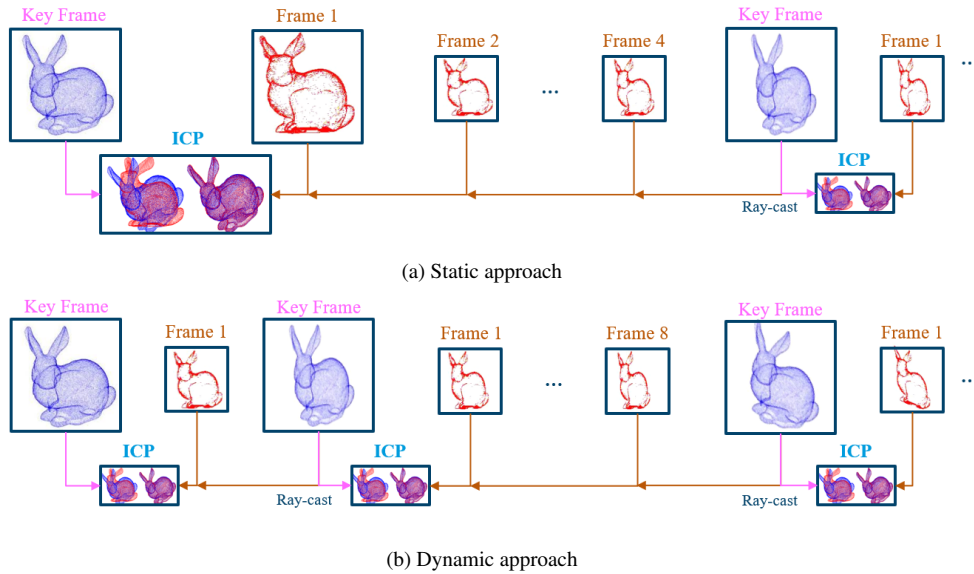 Key Frame
Frame 1
Frame 2
...
Frame 4
Key Frame
Frame 1
...
ICP
ICP
Ray-cast
(a) Static approach
Key Frame
Frame 1
Key Frame
Frame 1
...
Frame 8
Key Frame
Frame 1
...
ICP
ICP
ICP
Ray-cast
Ray-cast
(b) Dynamic approach